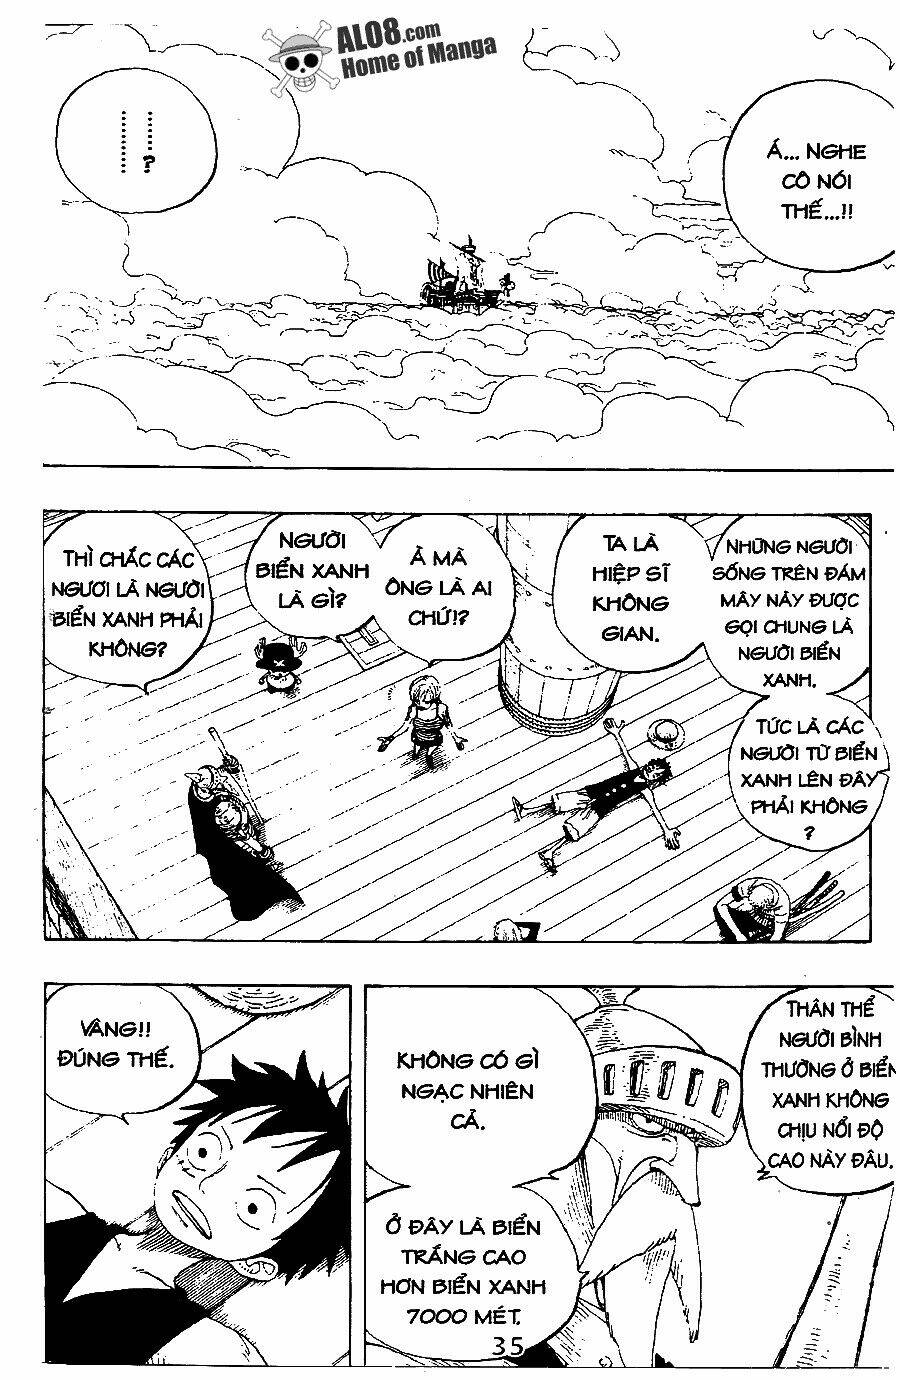 ALO8.com
Home of Manga
Á... NGHE
CÔ NÓI
THẾ...!!
.......
....... ?
NHỮNG NGƯỜI
SỐNG TRÊN ĐÁM
MÂY NÀY ĐƯỢC
GỌI CHUNG LÀ
NGƯỜI BIỂN
XANH.
TỨC LÀ CÁC
NGƯỜI TỪ BIỂN
XANH LÊN ĐÂY
PHẢI KHÔNG
?
TA LÀ
HIỆP SĨ
KHÔNG
GIAN.
À MÀ
ÔNG LÀ AI
CHỨ!?
NGƯỜI
BIỂN XANH
LÀ GÌ?
THÌ CHẮC CÁC
NGƯƠI LÀ NGƯỜI
BIỂN XANH PHẢI
KHÔNG?
THÂN THỂ
NGƯỜI BÌNH
THƯỜNG Ở BIỂN
XANH KHÔNG
CHỊU NỔI ĐỘ
CAO NÀY ĐÂU.
KHÔNG CÓ GÌ
NGẠC NHIÊN
CẢ.
Ở ĐÂY LÀ BIỂN
TRẮNG CAO
HƠN BIỂN XANH
7000 MÉT.
VÂNG!!
ĐÚNG THẾ.
35